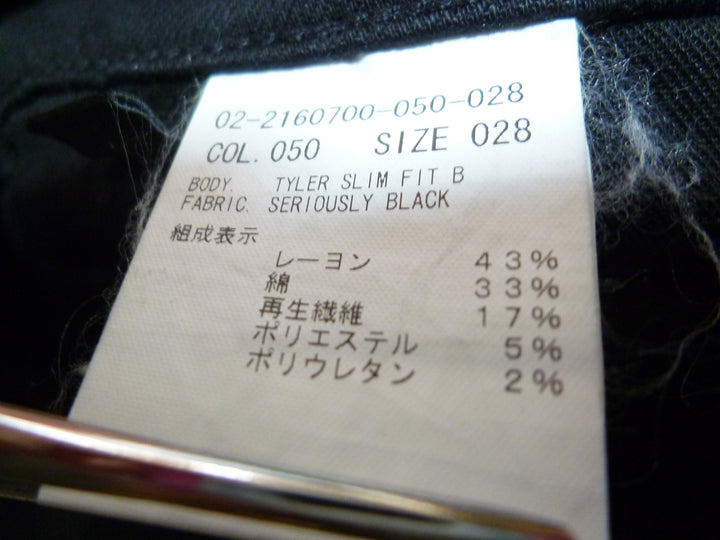 02-2160700-050-028
COL. 050 SIZE 028
BODY. TYLER SLIM FIT B
FABRIC. SERIOUSLY BLACK
組成表示
レーヨン 43%
綿 33%
再生繊維 17%
ポリエステル 5%
ポリウレタン 2%